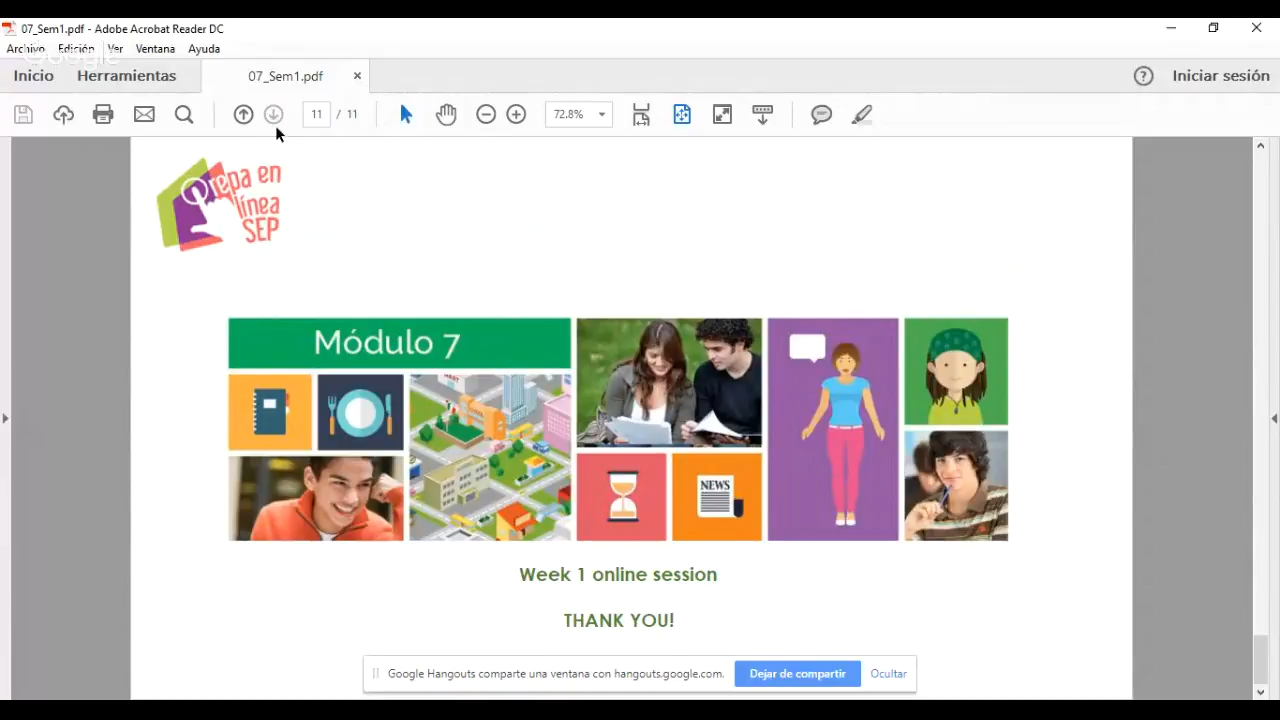 07_Sem1.pdf - Adobe Acrobat Reader DC
Archivo Edición Ver Ventana Ayuda
Google
Inicio Herramientas 07_Sem1.pdf Iniciar sesión
11 / 11 72.8%
Prepa en
línea
SEP
Módulo 7
NEWS
Week 1 online session
THANK YOU!
Google Hangouts comparte una ventana con hangouts.google.com. Dejar de compartir Ocultar